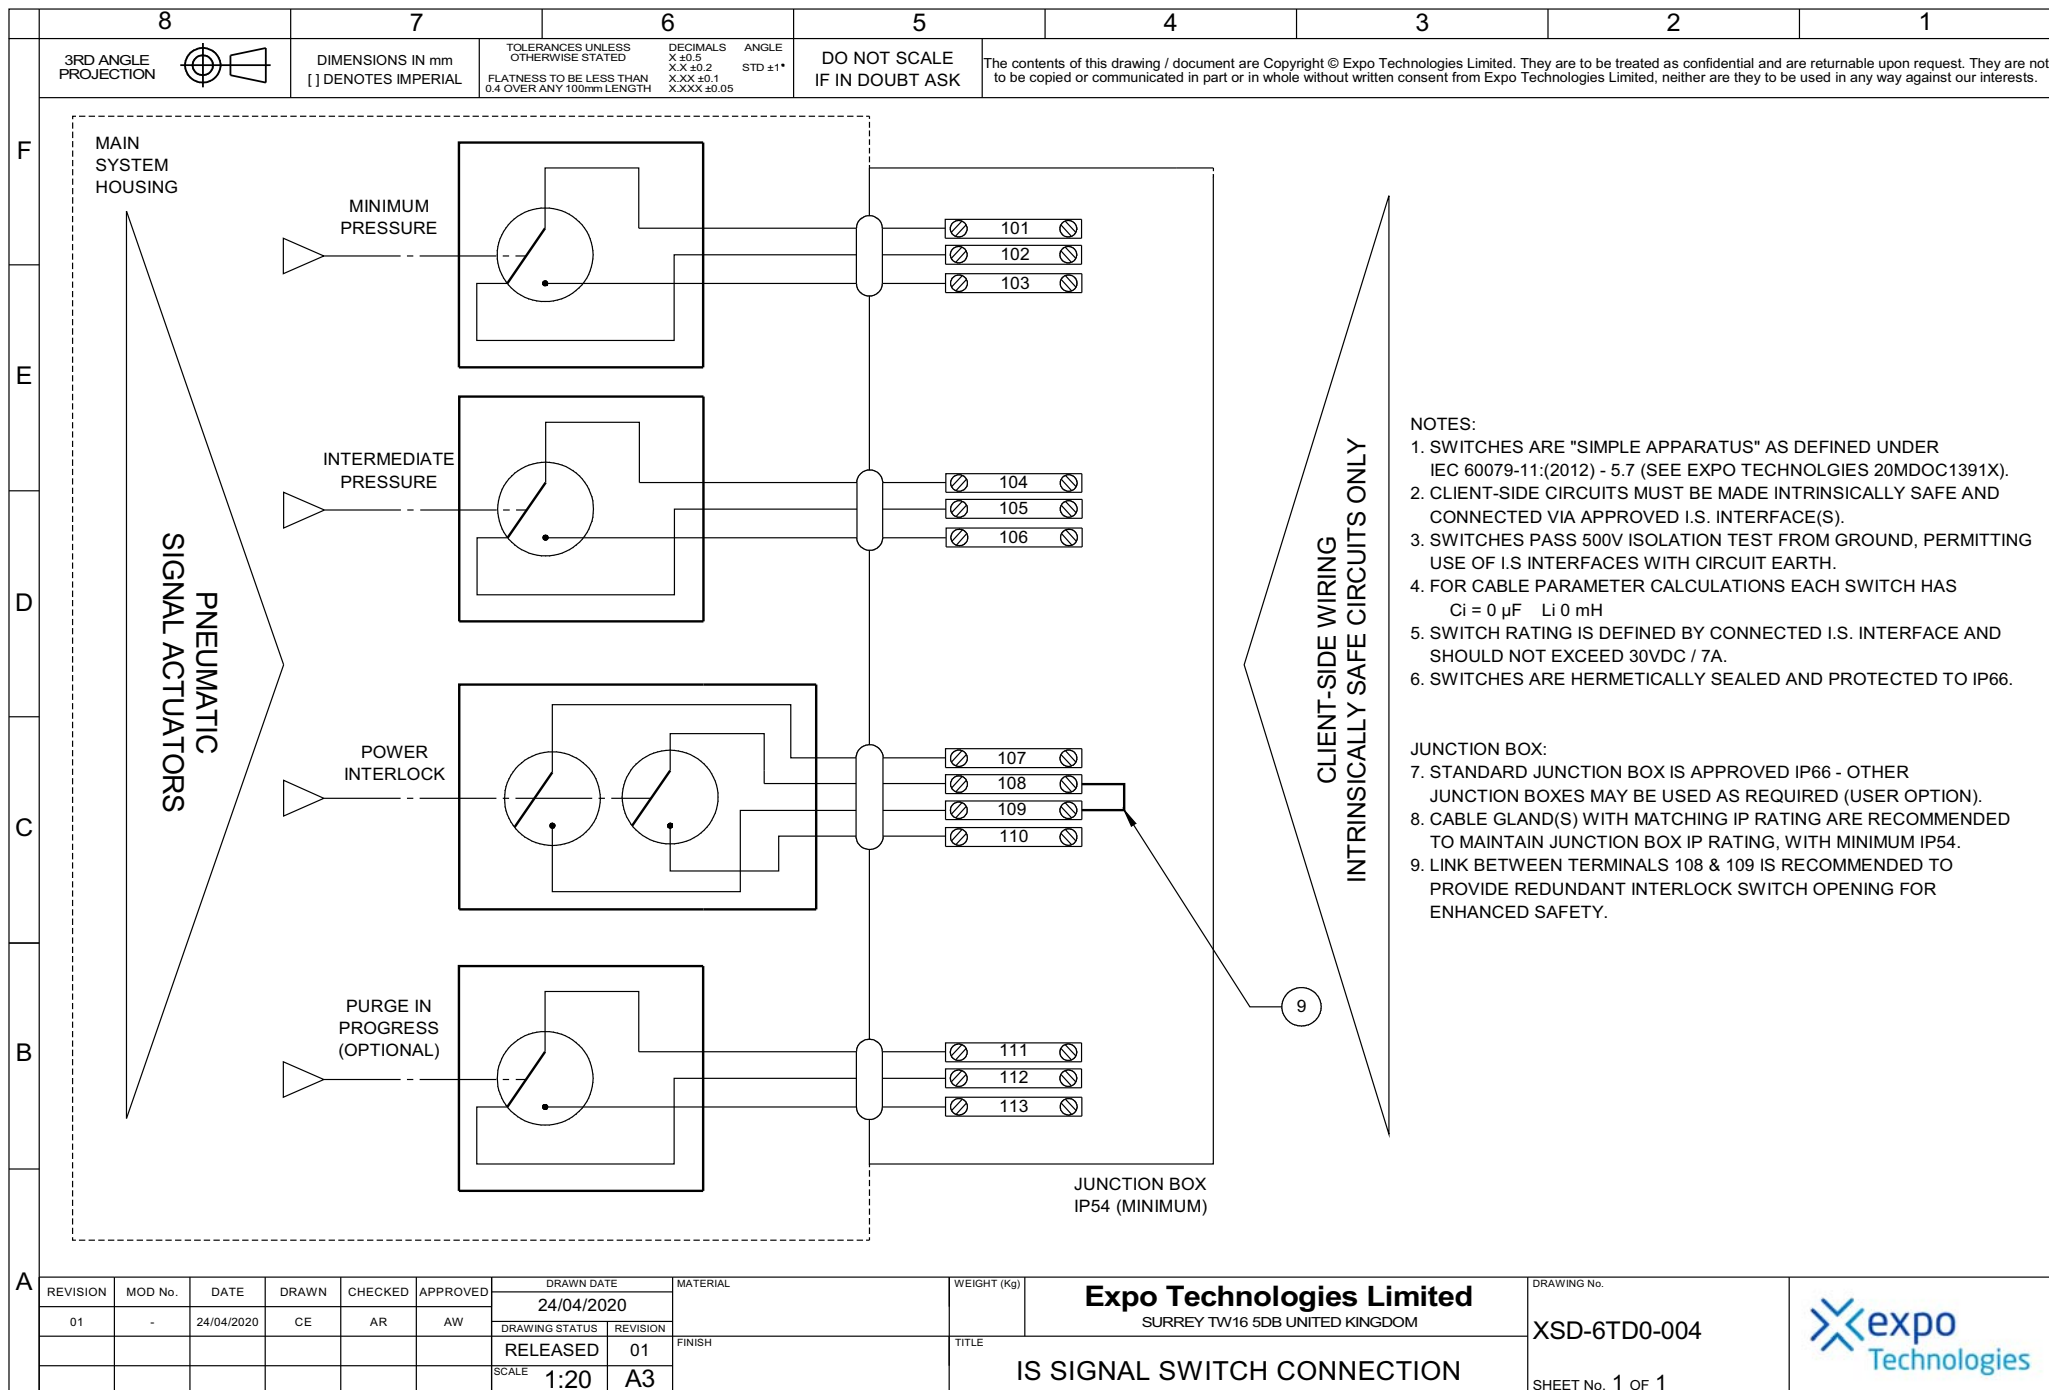 8 7 6 5 4 3 2 1
3RD ANGLE
PROJECTION
DIMENSIONS IN mm
[ ] DENOTES IMPERIAL
TOLERANCES UNLESS
OTHERWISE STATED
FLATNESS TO BE LESS THAN
0.4 OVER ANY 100mm LENGTH
DECIMALS
X ±0.5
X.X ±0.2
X.XX ±0.1
X.XXX ±0.05
ANGLE
STD ±1°
DO NOT SCALE
IF IN DOUBT ASK
The contents of this drawing / document are Copyright © Expo Technologies Limited. They are to be treated as confidential and are returnable upon request. They are not
to be copied or communicated in part or in whole without written consent from Expo Technologies Limited, neither are they to be used in any way against our interests.
F
E
D
C
B
A
MAIN
SYSTEM
HOUSING
PNEUMATIC
SIGNAL ACTUATORS
MINIMUM
PRESSURE
101
102
103
INTERMEDIATE
PRESSURE
104
105
106
POWER
INTERLOCK
107
108
109
110
PURGE IN
PROGRESS
(OPTIONAL)
111
112
113
9
JUNCTION BOX
IP54 (MINIMUM)
CLIENT-SIDE WIRING
INTRINSICALLY SAFE CIRCUITS ONLY
NOTES:
1. SWITCHES ARE "SIMPLE APPARATUS" AS DEFINED UNDER
IEC 60079-11:(2012) - 5.7 (SEE EXPO TECHNOLGIES 20MDOC1391X).
2. CLIENT-SIDE CIRCUITS MUST BE MADE INTRINSICALLY SAFE AND
CONNECTED VIA APPROVED I.S. INTERFACE(S).
3. SWITCHES PASS 500V ISOLATION TEST FROM GROUND, PERMITTING
USE OF I.S INTERFACES WITH CIRCUIT EARTH.
4. FOR CABLE PARAMETER CALCULATIONS EACH SWITCH HAS
Ci = 0 µF Li 0 mH
5. SWITCH RATING IS DEFINED BY CONNECTED I.S. INTERFACE AND
SHOULD NOT EXCEED 30VDC / 7A.
6. SWITCHES ARE HERMETICALLY SEALED AND PROTECTED TO IP66.
JUNCTION BOX:
7. STANDARD JUNCTION BOX IS APPROVED IP66 - OTHER
JUNCTION BOXES MAY BE USED AS REQUIRED (USER OPTION).
8. CABLE GLAND(S) WITH MATCHING IP RATING ARE RECOMMENDED
TO MAINTAIN JUNCTION BOX IP RATING, WITH MINIMUM IP54.
9. LINK BETWEEN TERMINALS 108 & 109 IS RECOMMENDED TO
PROVIDE REDUNDANT INTERLOCK SWITCH OPENING FOR
ENHANCED SAFETY.
REVISION MOD No. DATE DRAWN CHECKED APPROVED
01 - 24/04/2020 CE AR AW
DRAWN DATE
24/04/2020
DRAWING STATUS REVISION
RELEASED 01
SCALE 1:20 A3
MATERIAL
FINISH
WEIGHT (Kg)
Expo Technologies Limited
SURREY TW16 5DB UNITED KINGDOM
TITLE
IS SIGNAL SWITCH CONNECTION
DRAWING No.
XSD-6TD0-004
SHEET No. 1 OF 1
expo
Technologies